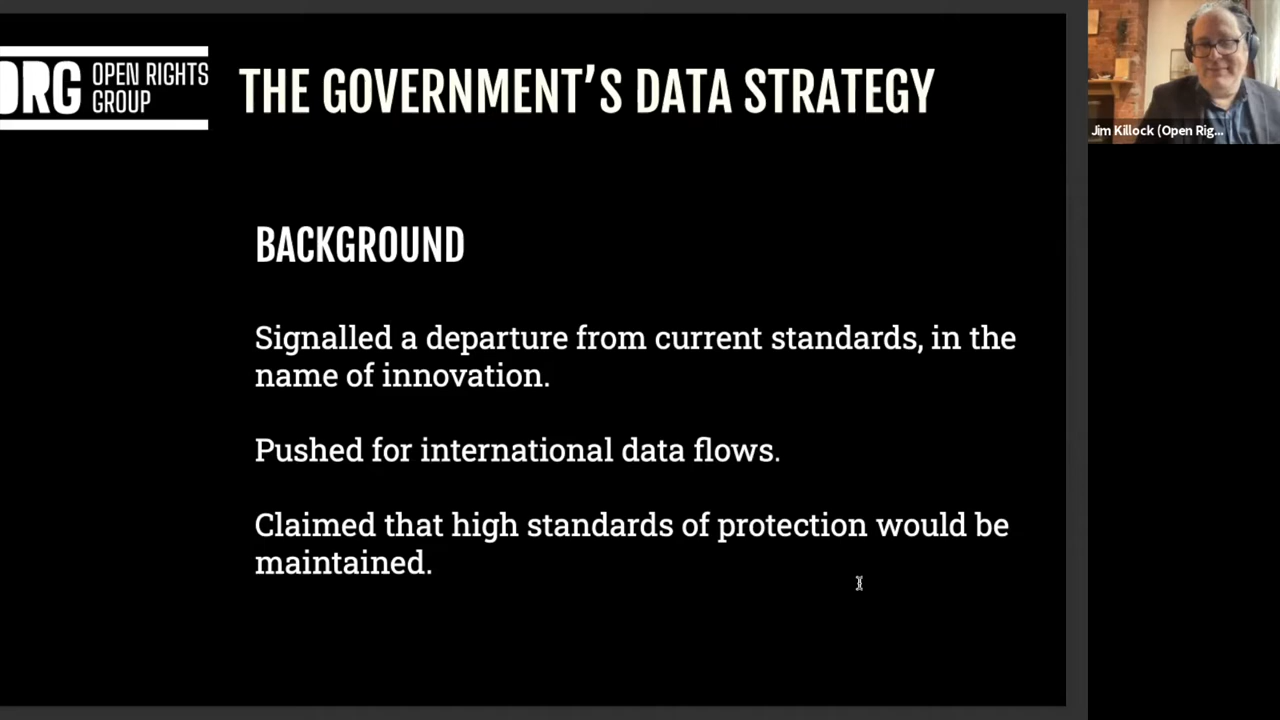 ORG OPEN RIGHTS
GROUP
THE GOVERNMENT’S DATA STRATEGY
Jim Killock (Open Rig...
BACKGROUND
Signalled a departure from current standards, in the
name of innovation.
Pushed for international data flows.
Claimed that high standards of protection would be
maintained.